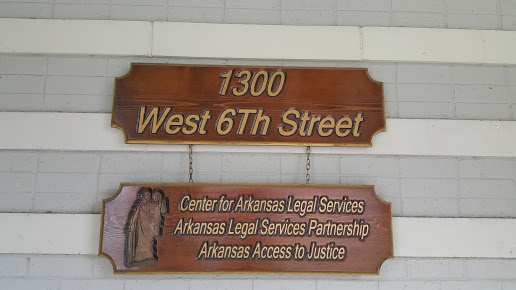 1300
West 6Th Street
Center for Arkansas Legal Services
Arkansas Legal Services Partnership
Arkansas Access to Justice